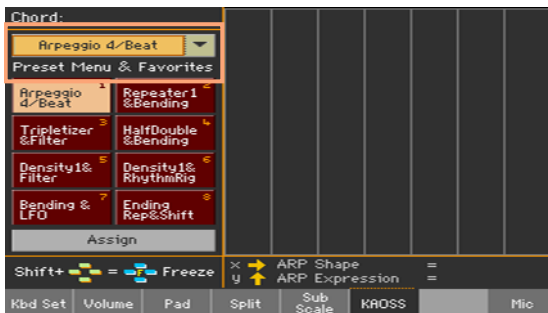 Chord:
Arpeggio 4/Beat
Preset Menu & Favorites
Arpeggio 4/Beat 1
Repeater1 &Bending 2
Tripletizer &Filter 3
HalfDouble &Bending 4
Density1& Filter 5
Density1& RhythmRig 6
Bending & LFO 7
Ending Rep&Shift 8
Assign
Shift+ = F Freeze
x ARP Shape =
y ARP Expression =
Kbd Set Volume Pad Split Sub Scale KAOSS Mic